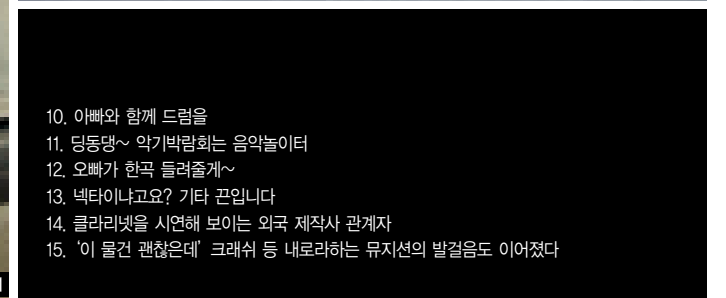 10. 아빠와 함께 드럼을
11. 딩동댕~ 악기박람회는 음악놀이터
12. 오빠가 한곡 들려줄게~
13. 넥타이냐고요? 기타 끈입니다
14. 클라리넷을 시연해 보이는 외국 제작사 관계자
15. ‘이 물건 괜찮은데’ 크래쉬 등 내로라하는 뮤지션의 발걸음도 이어졌다